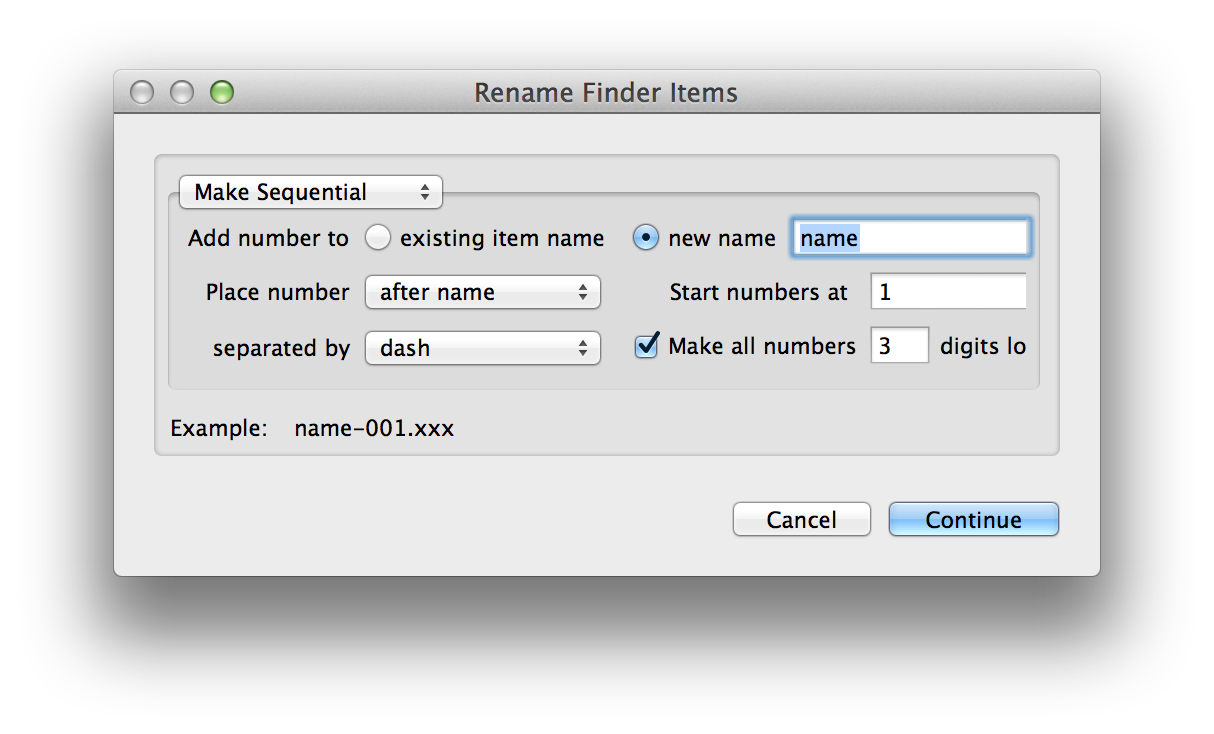 Rename Finder Items
Make Sequential
Add number to existing item name new name name
Place number after name Start numbers at 1
separated by dash Make all numbers 3 digits lo
Example: name-001.xxx
Cancel Continue